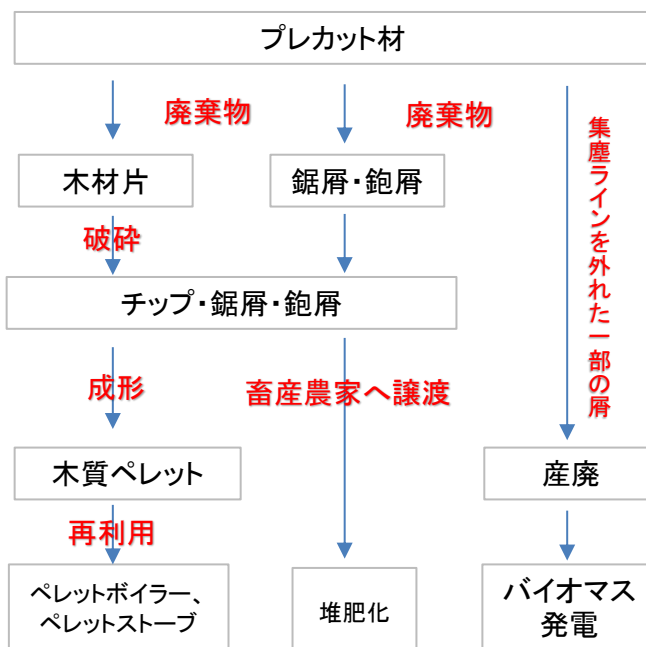 プレカット材
廃棄物
廃棄物
集塵ラインを外れた一部の屑
木材片
鋸屑・鉋屑
破砕
チップ・鋸屑・鉋屑
成形
畜産農家へ譲渡
木質ペレット
産廃
再利用
ペレットボイラー、
ペレットストーブ
堆肥化
バイオマス
発電